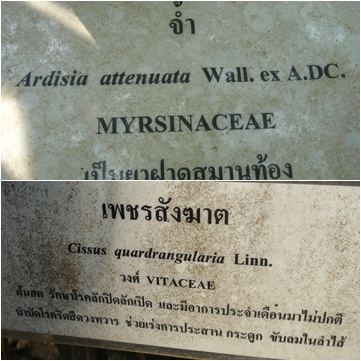 จ้ำ
Ardisia attenuata Wall. ex A.DC.
MYRSINACEAE
เป็นยาฝาดสมานท้อง
เพชรสังฆาต
Cissus quardrangularia Linn.
วงศ์ VITACEAE
ต้นสด รักษาโรคลักปิดลักเปิด และมีอาการประจำเดือนมาไม่ปกติ
บำบัดโรคริดสีดวงทวาร ช่วยเร่งการประสาน กระดูก ขับลมในลำไส้